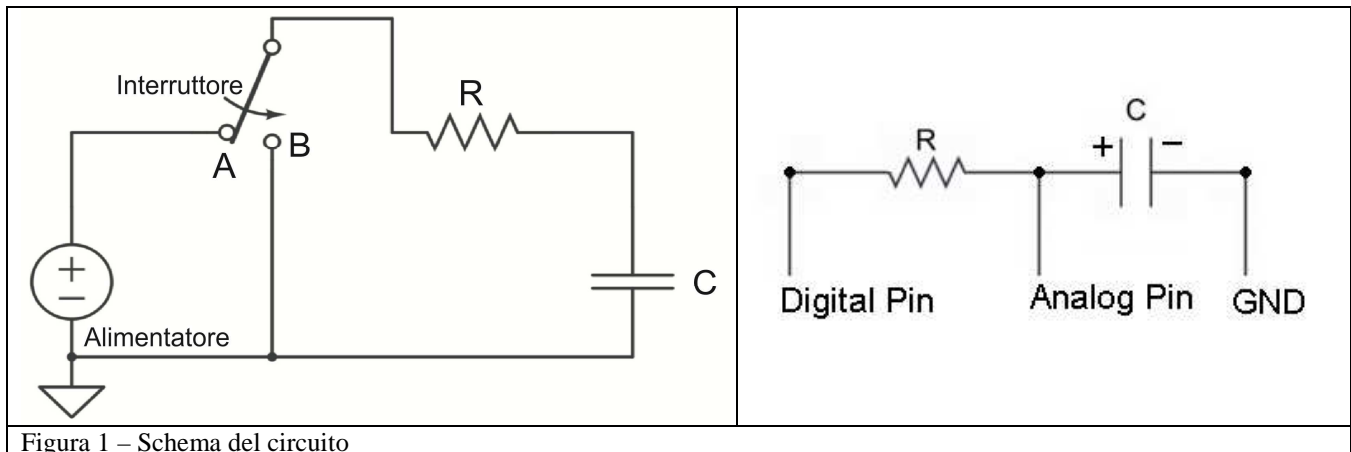 Interruttore
R
A
B
Alimentatore
C
R
C
+ −
Digital Pin
Analog Pin
GND
Figura 1 – Schema del circuito